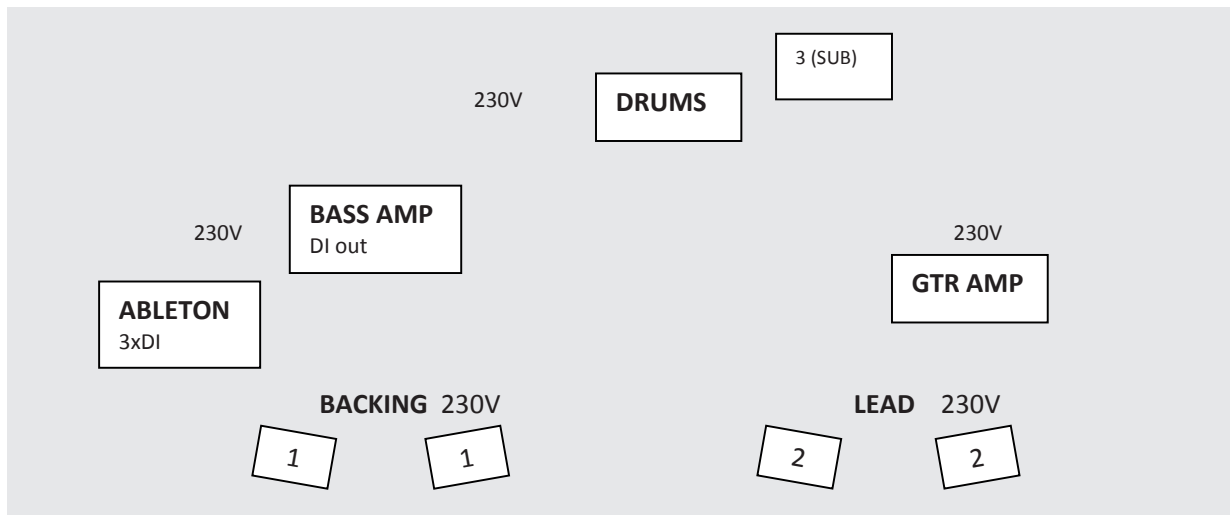 3 (SUB)
230V
DRUMS
BASS AMP
DI out
230V
230V
GTR AMP
ABLETON
3xDI
BACKING 230V
LEAD 230V
1
1
2
2